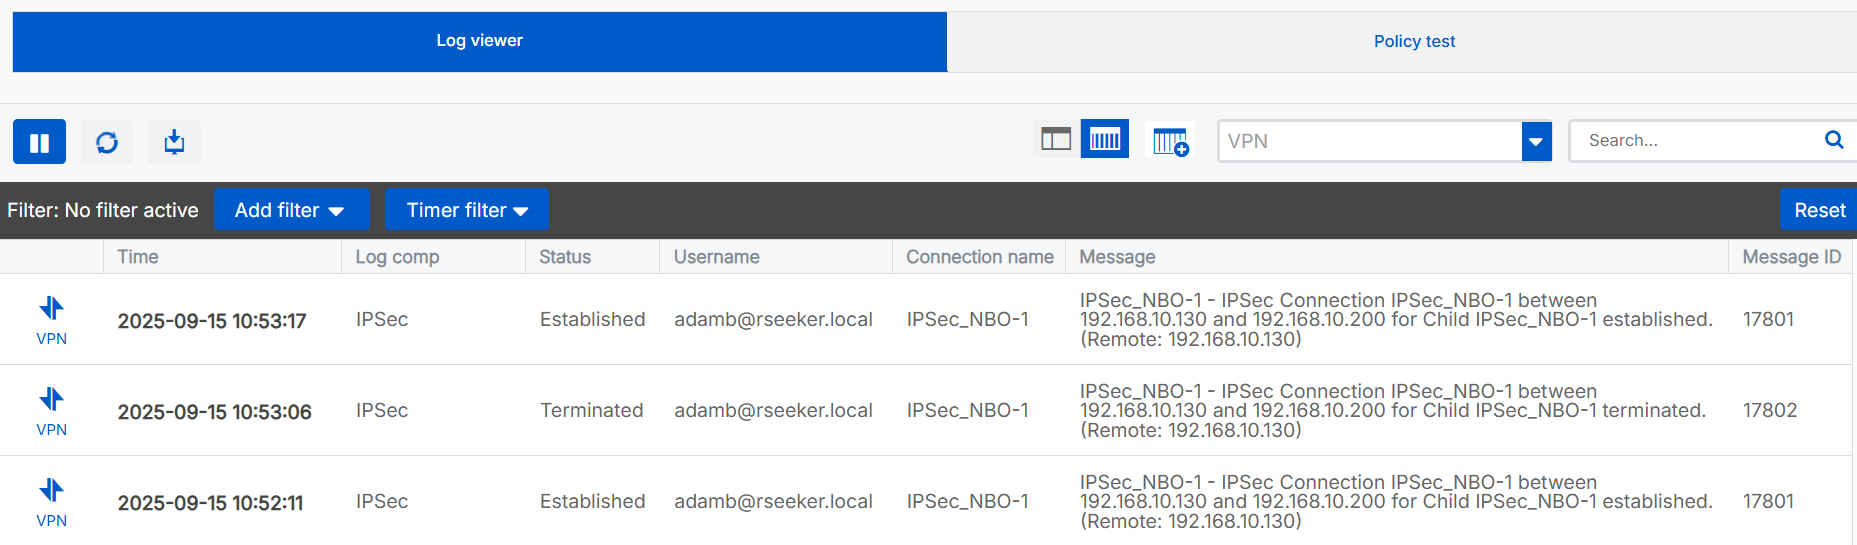 Log viewer Policy test
VPN Search...
Filter: No filter active Add filter Timer filter Reset
Time Log comp Status Username Connection name Message Message ID
VPN 2025-09-15 10:53:17 IPSec Established adamb@rseeker.local IPSec_NBO-1 IPSec_NBO-1 - IPSec Connection IPSec_NBO-1 between
192.168.10.130 and 192.168.10.200 for Child IPSec_NBO-1 established. 17801
(Remote: 192.168.10.130)
VPN 2025-09-15 10:53:06 IPSec Terminated adamb@rseeker.local IPSec_NBO-1 IPSec_NBO-1 - IPSec Connection IPSec_NBO-1 between
192.168.10.130 and 192.168.10.200 for Child IPSec_NBO-1 terminated. 17802
(Remote: 192.168.10.130)
VPN 2025-09-15 10:52:11 IPSec Established adamb@rseeker.local IPSec_NBO-1 IPSec_NBO-1 - IPSec Connection IPSec_NBO-1 between
192.168.10.130 and 192.168.10.200 for Child IPSec_NBO-1 established. 17801
(Remote: 192.168.10.130)